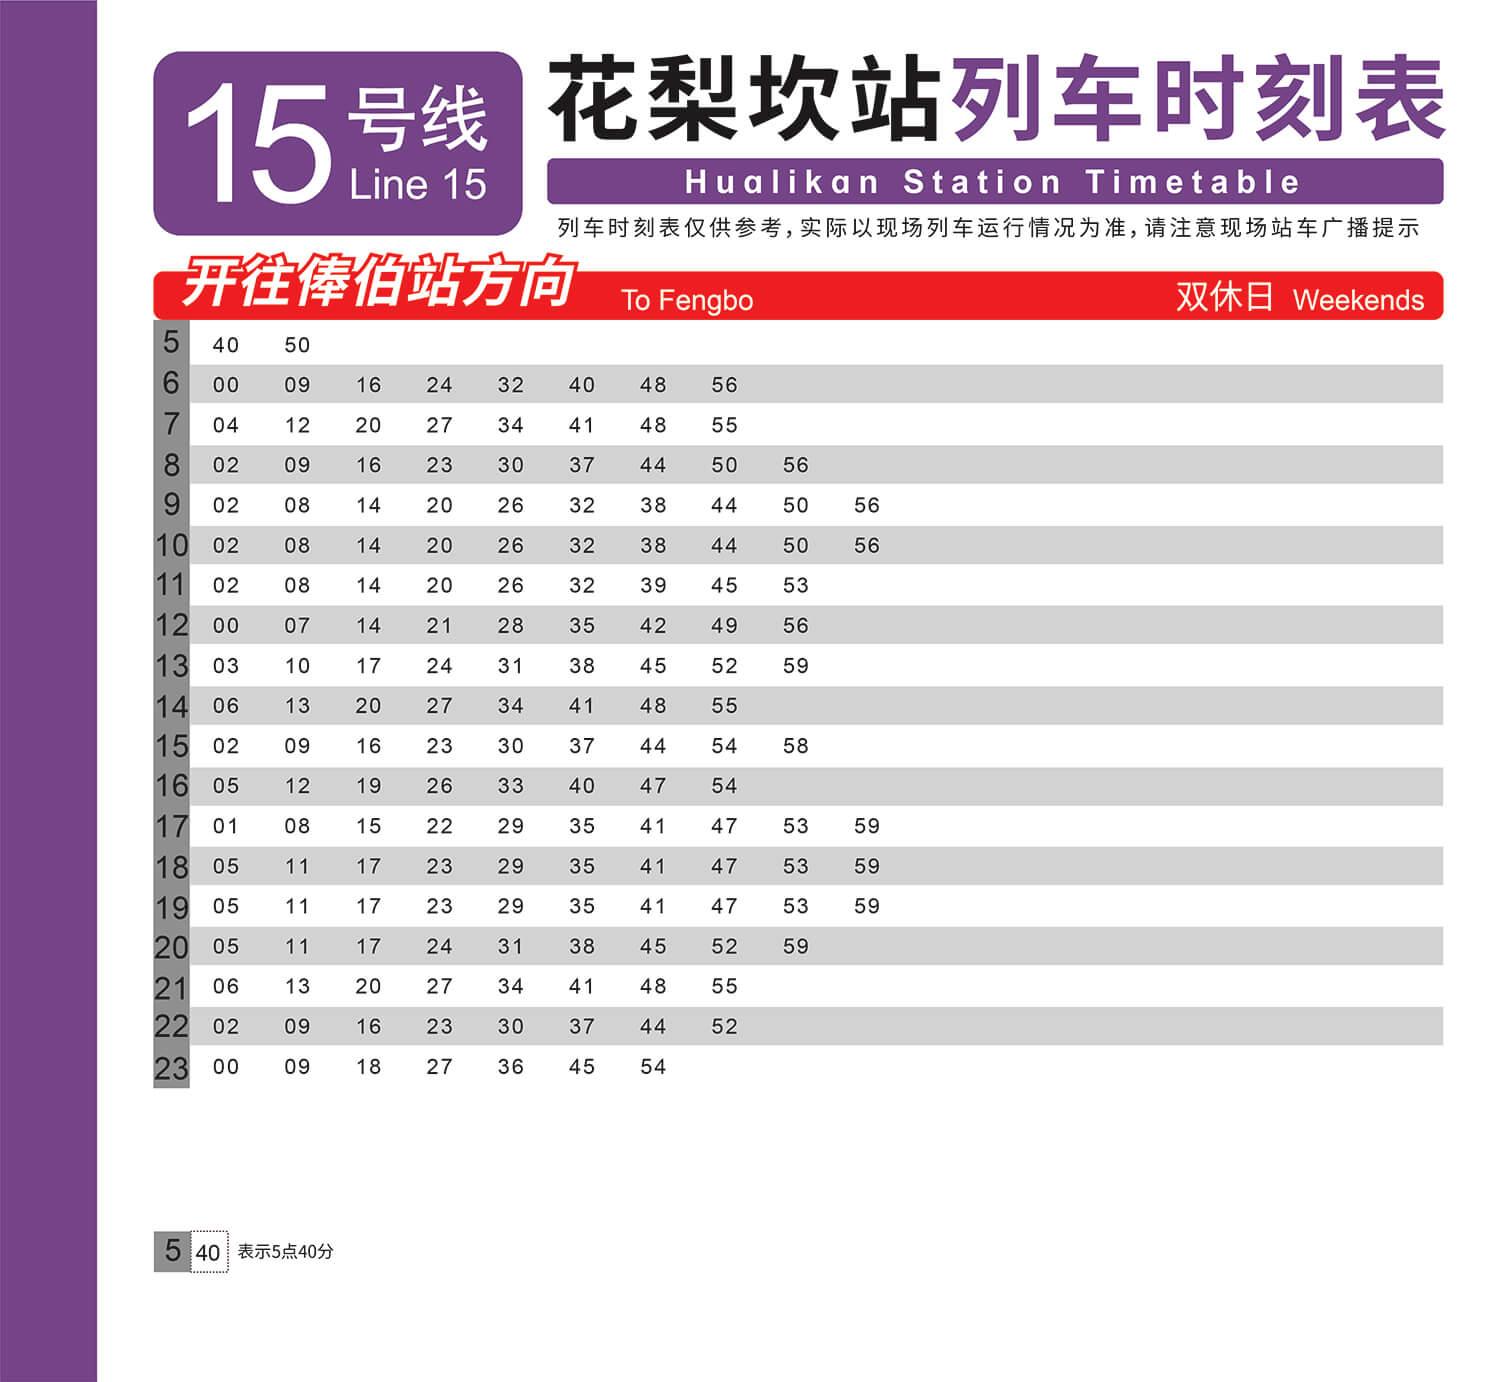 15号线
Line 15
花梨坎站列车时刻表
Hualikan Station Timetable
列车时刻表仅供参考,实际以现场列车运行情况为准,请注意现场站车广播提示
开往俸伯站方向 To Fengbo 双休日 Weekends
5 40 50
6 00 09 16 24 32 40 48 56
7 04 12 20 27 34 41 48 55
8 02 09 16 23 30 37 44 50 56
9 02 08 14 20 26 32 38 44 50 56
10 02 08 14 20 26 32 38 44 50 56
11 02 08 14 20 26 32 39 45 53
12 00 07 14 21 28 35 42 49 56
13 03 10 17 24 31 38 45 52 59
14 06 13 20 27 34 41 48 55
15 02 09 16 23 30 37 44 54 58
16 05 12 19 26 33 40 47 54
17 01 08 15 22 29 35 41 47 53 59
18 05 11 17 23 29 35 41 47 53 59
19 05 11 17 23 29 35 41 47 53 59
20 05 11 17 24 31 38 45 52 59
21 06 13 20 27 34 41 48 55
22 02 09 16 23 30 37 44 52
23 00 09 18 27 36 45 54
5 40 表示5点40分